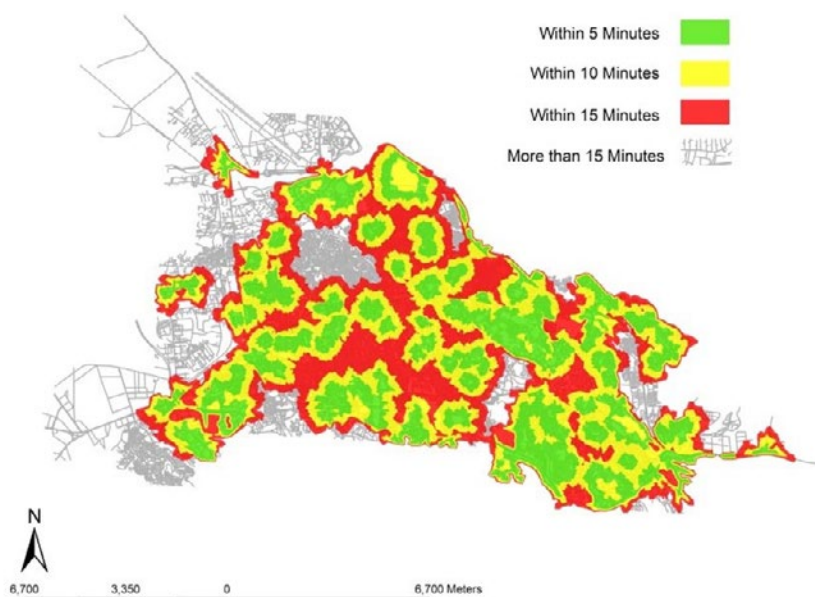 Within 5 Minutes
Within 10 Minutes
Within 15 Minutes
More than 15 Minutes
N
6,700 3,350 0 6,700 Meters